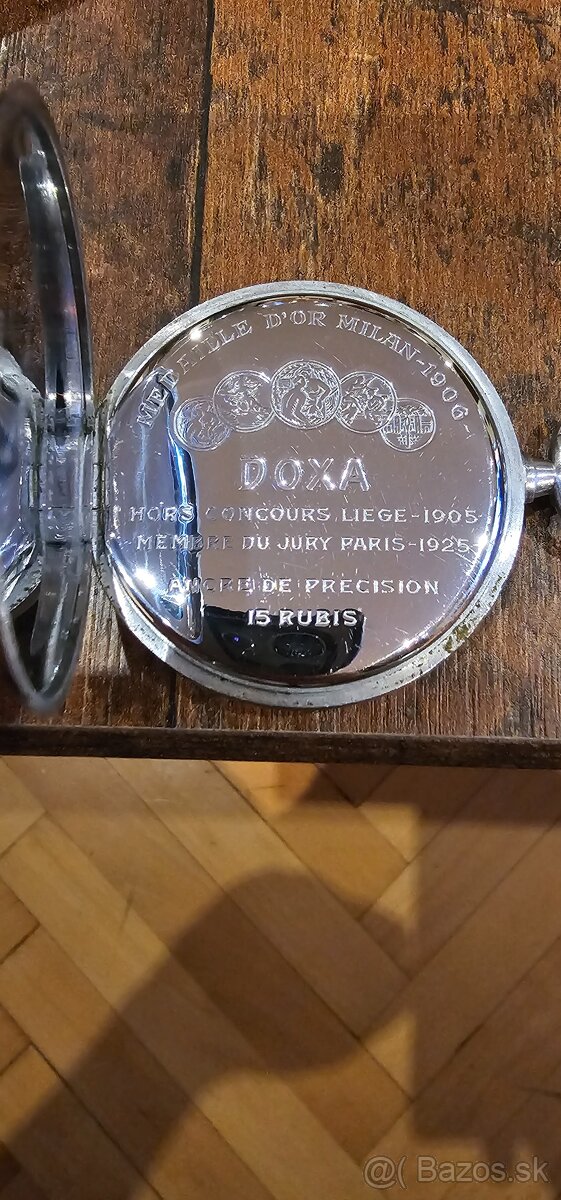 MEDAILLE D'OR MILAN-1906-
DOXA
HORS CONCOURS LIEGE-1905
-MEMBRE DU JURY PARIS-1925-
ANCRE DE PRECISION
15 RUBIS
@( Bazos.sk